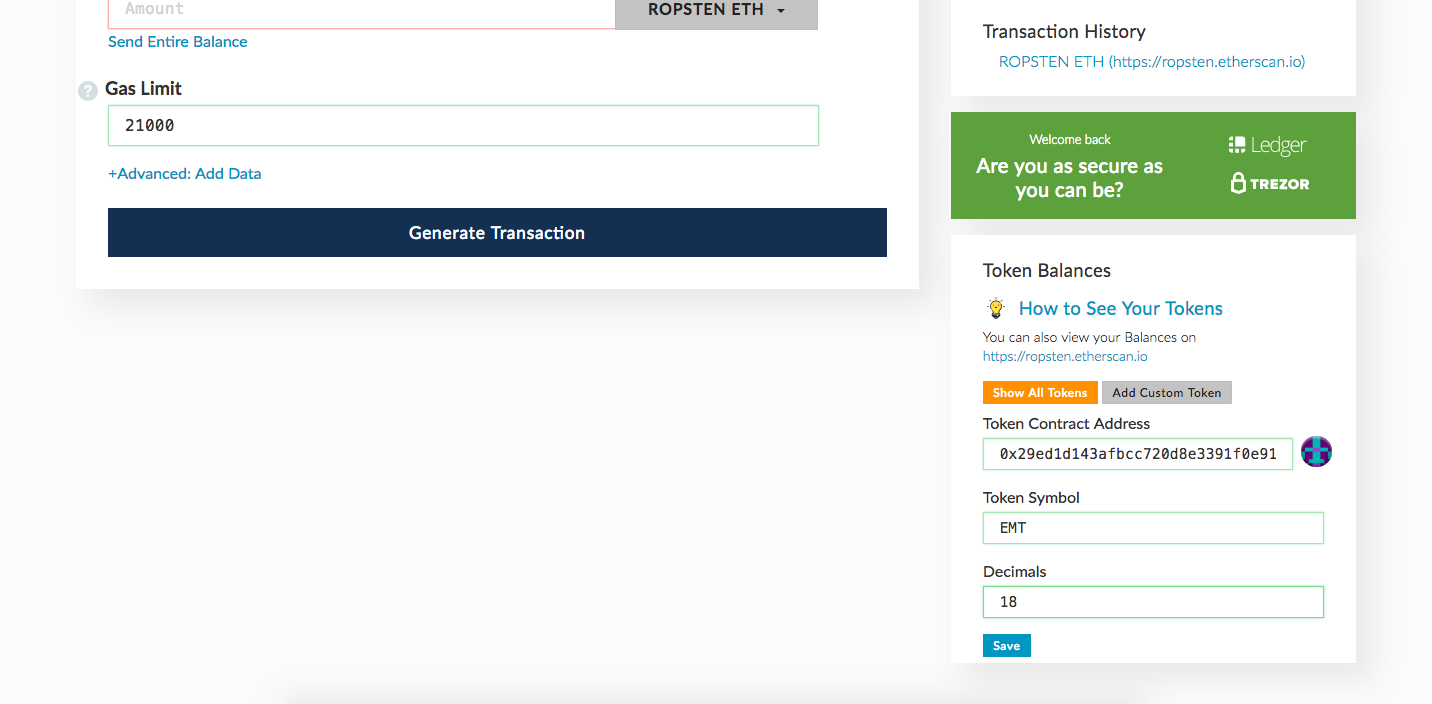 Amount
ROPSTEN ETH
Send Entire Balance
? Gas Limit
21000
+Advanced: Add Data
Generate Transaction
Transaction History
ROPSTEN ETH (https://ropsten.etherscan.io)
Welcome back
Are you as secure as
you can be?
Ledger
TREZOR
Token Balances
How to See Your Tokens
You can also view your Balances on
https://ropsten.etherscan.io
Show All Tokens
Add Custom Token
Token Contract Address
0x29ed1d143afbcc720d8e3391f0e91
Token Symbol
EMT
Decimals
18
Save